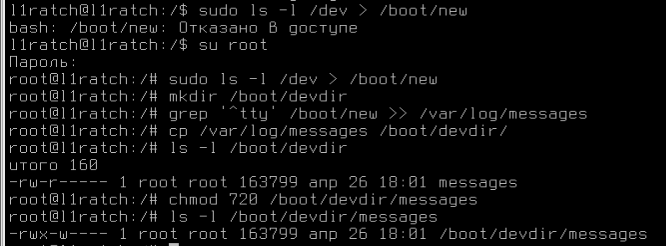 l1ratch@l1ratch:/$ sudo ls -l /dev > /boot/new
bash: /boot/new: Отказано в доступе
l1ratch@l1ratch:/$ su root
Пароль:
root@l1ratch:/# sudo ls -l /dev > /boot/new
root@l1ratch:/# mkdir /boot/devdir
root@l1ratch:/# grep '^tty' /boot/new >> /var/log/messages
root@l1ratch:/# cp /var/log/messages /boot/devdir/
root@l1ratch:/# ls -l /boot/devdir
итого 160
-rw-r----- 1 root root 163799 апр 26 18:01 messages
root@l1ratch:/# chmod 720 /boot/devdir/messages
root@l1ratch:/# ls -l /boot/devdir/messages
-rwx-w---- 1 root root 163799 апр 26 18:01 /boot/devdir/messages
root@l1ratch:/#